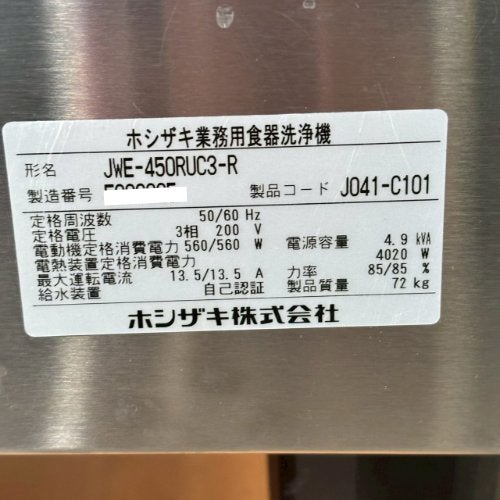 ホシザキ業務用食器洗浄機
形名 JWE-450RUC3-R
製造番号 製品コード J041-C101
定格周波数 50/60 Hz
定格電圧 3相 200 V
電動機定格消費電力 560/560 W 電源容量 4.9 kVA
電熱装置定格消費電力 4020 W
最大運転電流 13.5/13.5 A 力率 85/85 %
給水装置 自己認証 製品質量 72 kg
ホシザキ株式会社